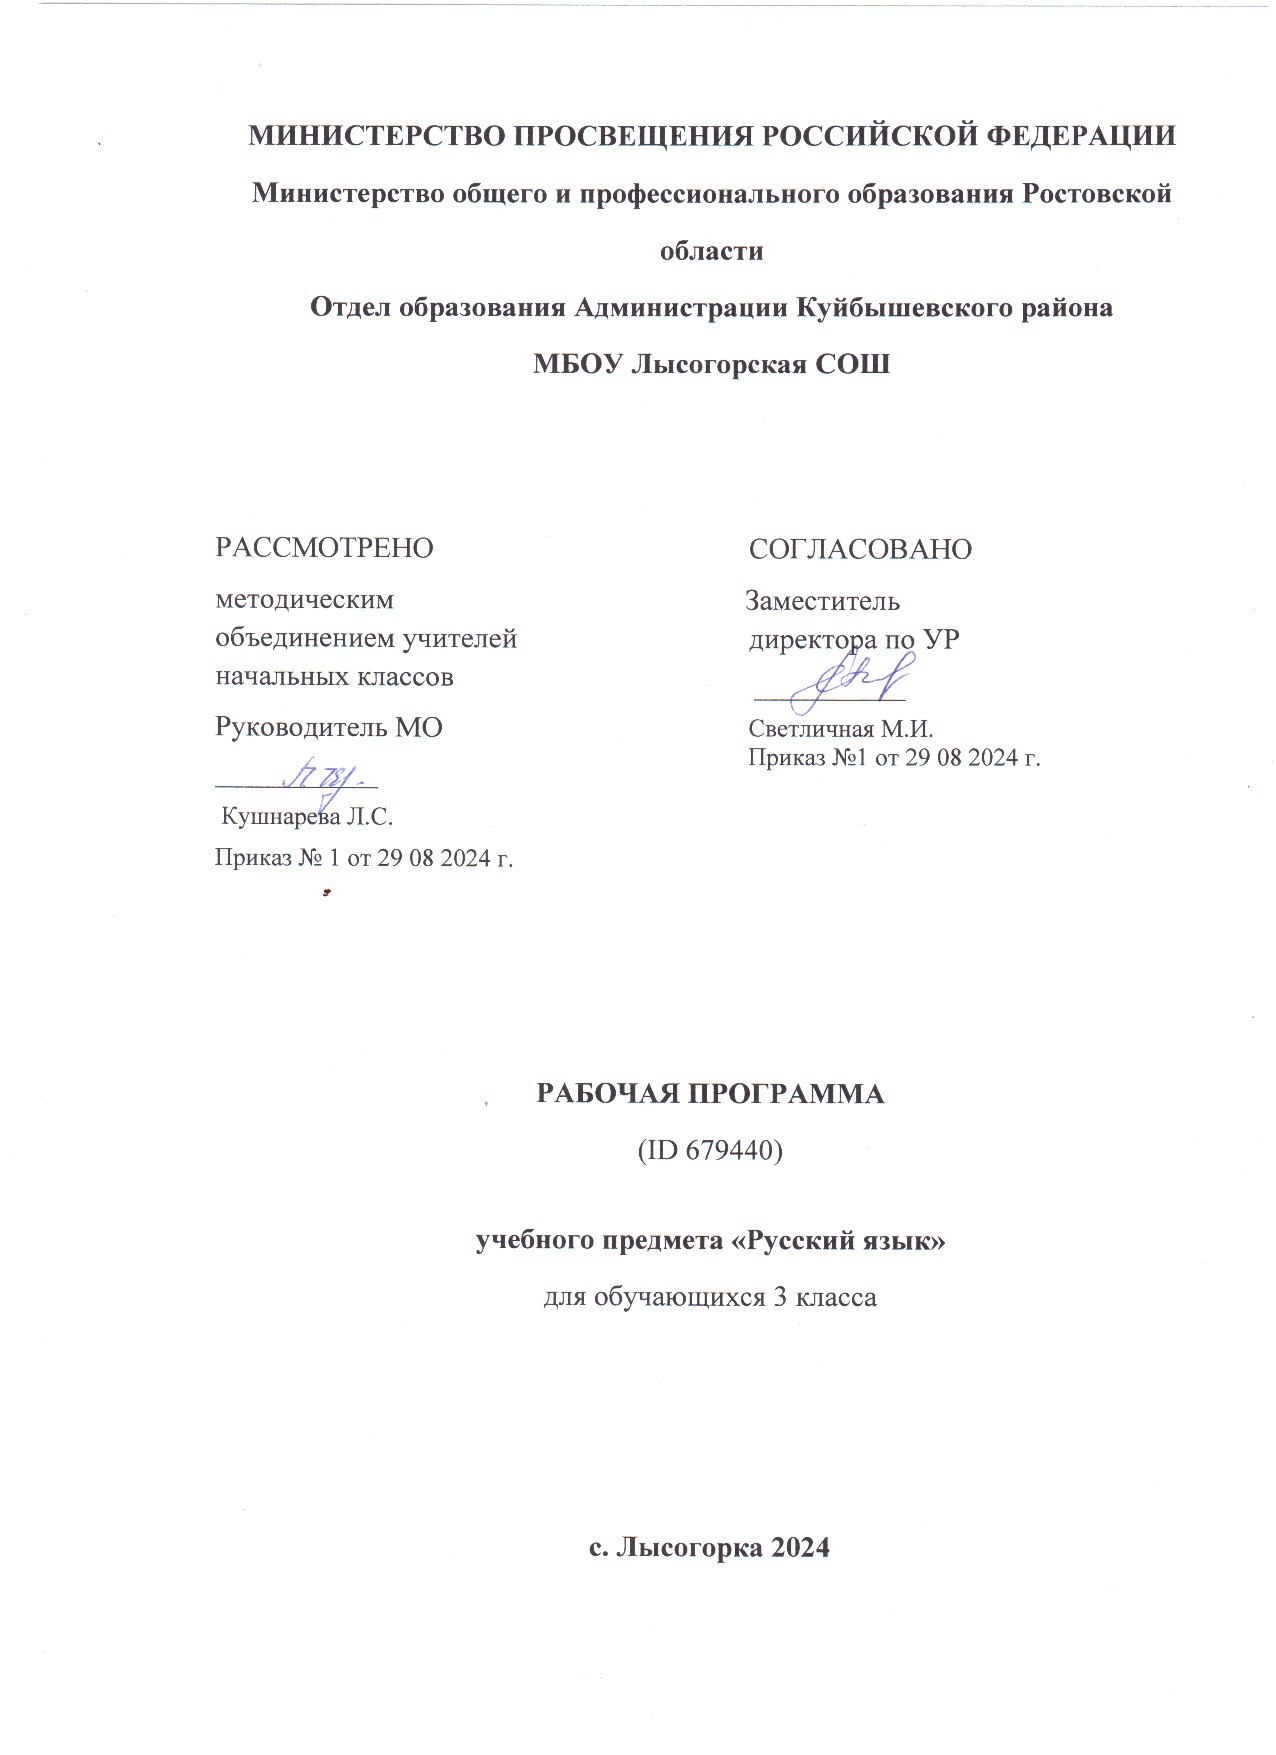 МИНИСТЕРСТВО ПРОСВЕЩЕНИЯ РОССИЙСКОЙ ФЕДЕРАЦИИ
Министерство общего и профессионального образования Ростовской
области
Отдел образования Администрации Куйбышевского района
МБОУ Лысогорская СОШ
РАССМОТРЕНО
методическим
объединением учителей
начальных классов
Руководитель МО
Кушнарева Л.С.
Приказ № 1 от 29 08 2024 г.
СОГЛАСОВАНО
Заместитель
директора по УР
Светличная М.И.
Приказ №1 от 29 08 2024 г.
РАБОЧАЯ ПРОГРАММА
(ID 679440)
учебного предмета «Русский язык»
для обучающихся 3 класса
с. Лысогорка 2024